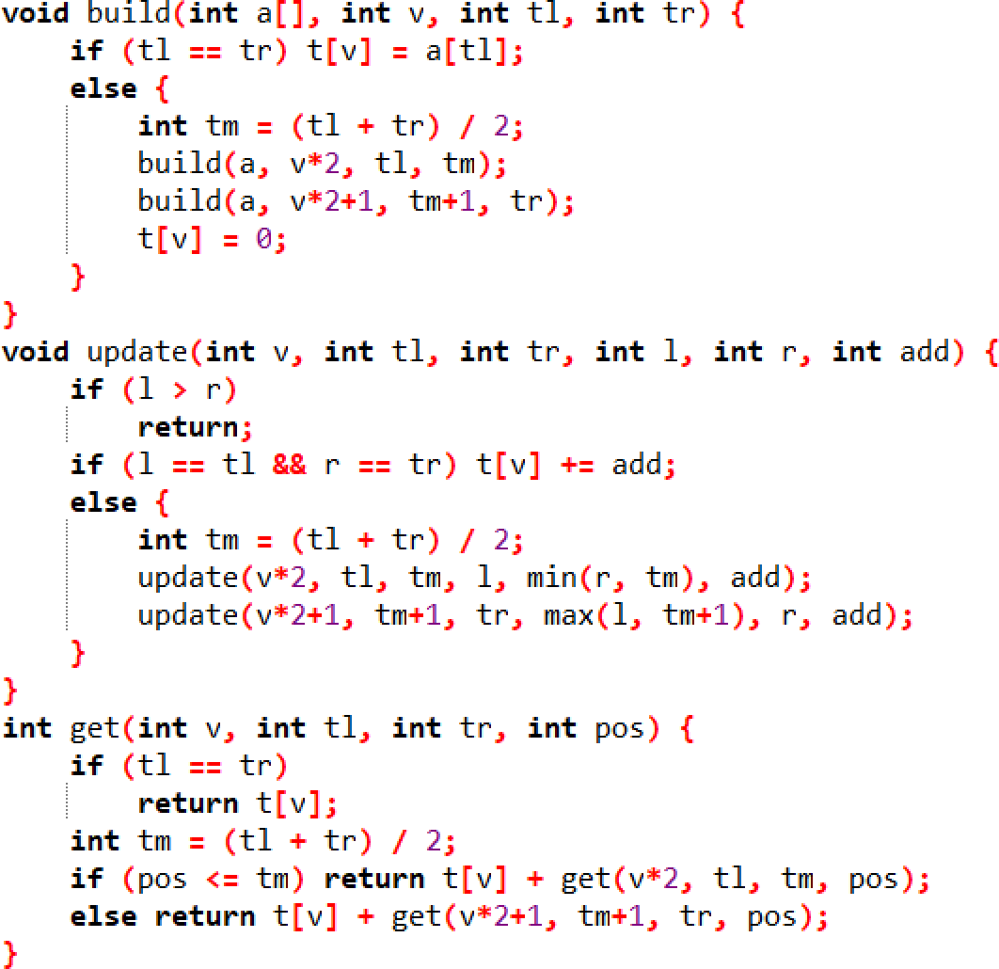 void build(int a[], int v, int tl, int tr) {
    if (tl == tr) t[v] = a[tl];
    else {
        int tm = (tl + tr) / 2;
        build(a, v*2, tl, tm);
        build(a, v*2+1, tm+1, tr);
        t[v] = 0;
    }
}
void update(int v, int tl, int tr, int l, int r, int add) {
    if (l > r)
        return;
    if (l == tl && r == tr) t[v] += add;
    else {
        int tm = (tl + tr) / 2;
        update(v*2, tl, tm, l, min(r, tm), add);
        update(v*2+1, tm+1, tr, max(l, tm+1), r, add);
    }
}
int get(int v, int tl, int tr, int pos) {
    if (tl == tr)
        return t[v];
    int tm = (tl + tr) / 2;
    if (pos <= tm) return t[v] + get(v*2, tl, tm, pos);
    else return t[v] + get(v*2+1, tm+1, tr, pos);
}